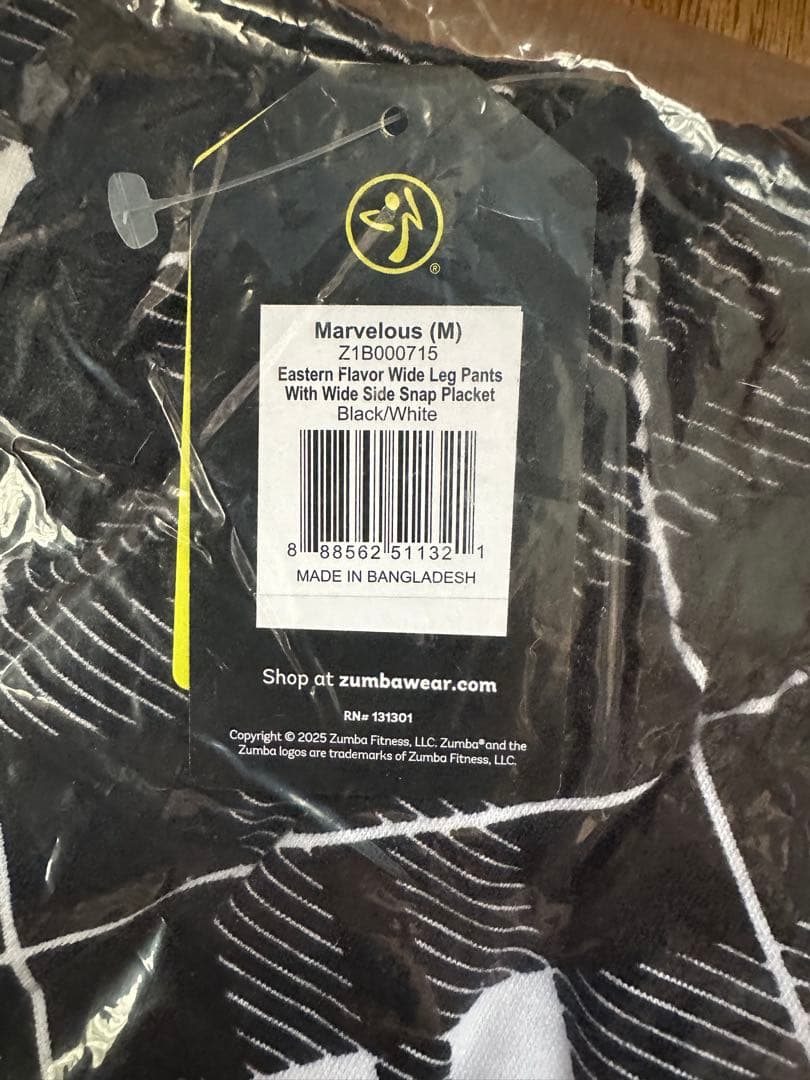 ®
Marvelous (M)
Z1B000715
Eastern Flavor Wide Leg Pants
With Wide Side Snap Placket
Black/White
8 88562 51132 1
MADE IN BANGLADESH
Shop at zumbawear.com
RN# 131301
Copyright © 2025 Zumba Fitness, LLC. Zumba® and the
Zumba logos are trademarks of Zumba Fitness, LLC.